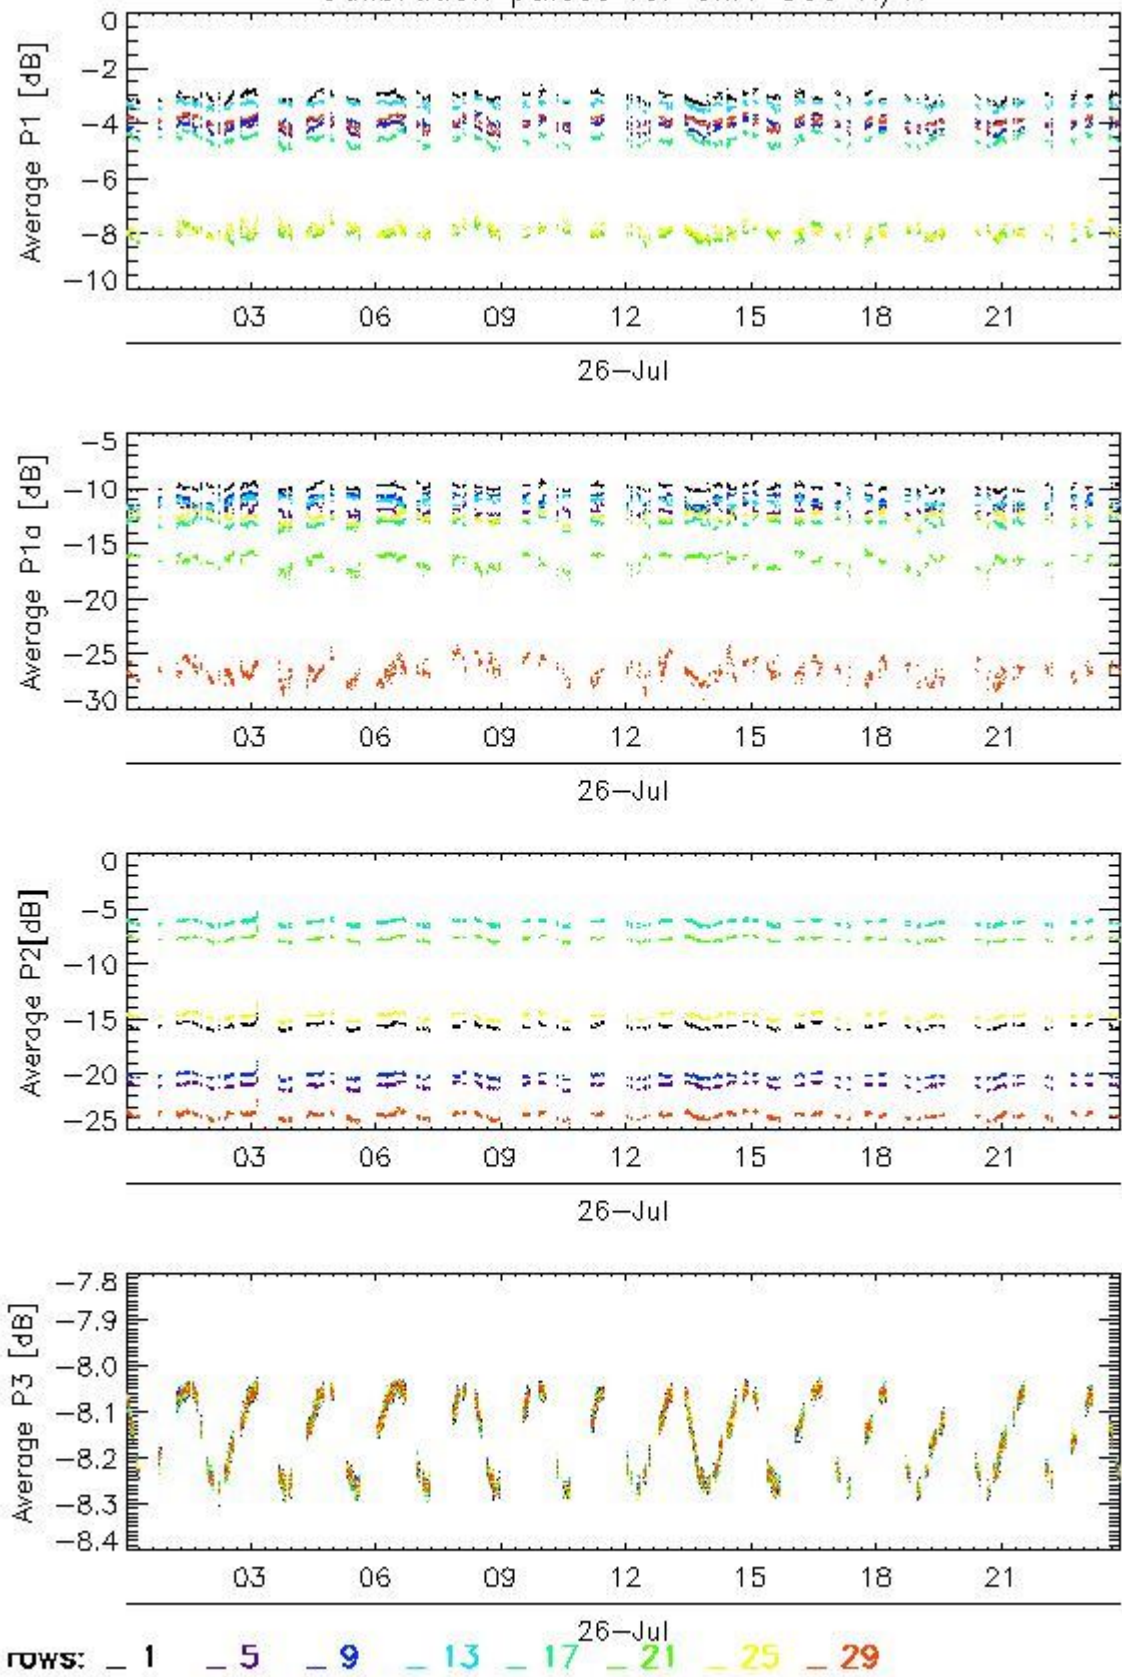 0
−2
−4
−6
−8
−10
Average P1 [dB]
03 06 09 12 15 18 21
26−Jul
−5
−10
−15
−20
−25
−30
Average P1a [dB]
03 06 09 12 15 18 21
26−Jul
0
−5
−10
−15
−20
−25
Average P2[dB]
03 06 09 12 15 18 21
26−Jul
−7.8
−7.9
−8.0
−8.1
−8.2
−8.3
−8.4
Average P3 [dB]
03 06 09 12 15 18 21
26−Jul
rows: _ 1 _ 5 _ 9 _ 13 _ 17 _ 21 _ 25 _ 29